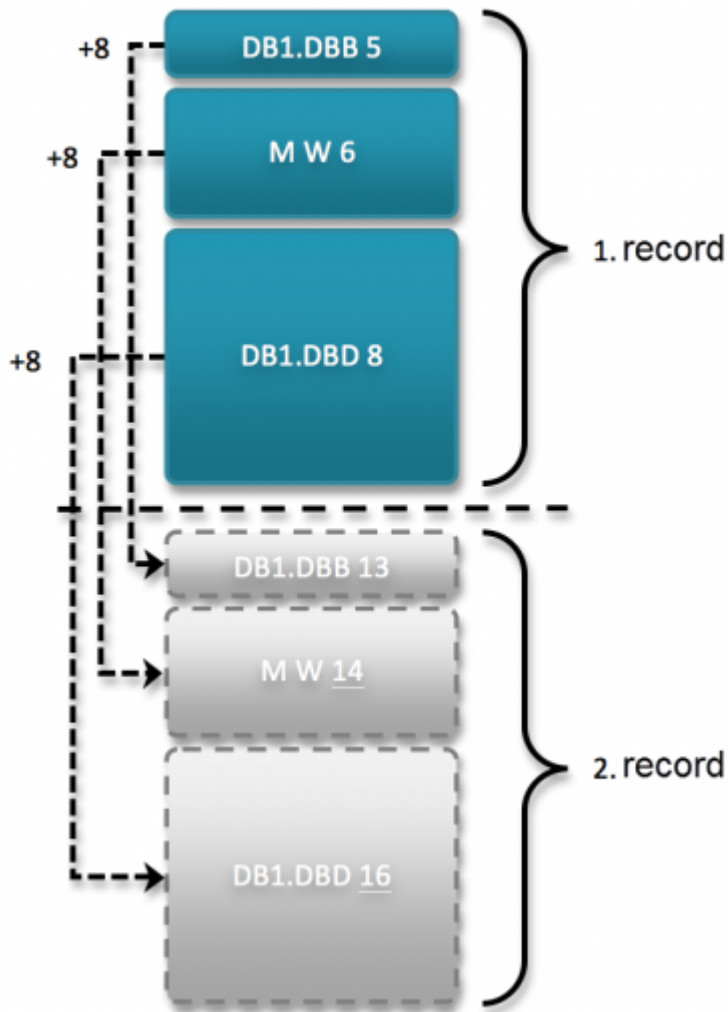 +8
DB1.DBB 5
+8
M W 6
1. record
+8
DB1.DBD 8
DB1.DBB 13
M W 14
2. record
DB1.DBD 16